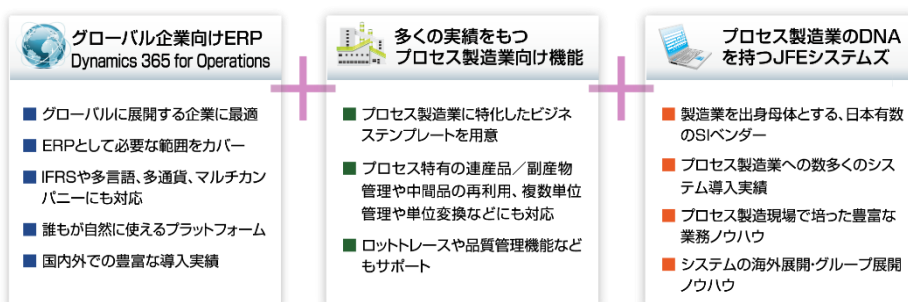 グローバル企業向けERP
Dynamics 365 for Operations
■ グローバルに展開する企業に最適
■ ERPとして必要な範囲をカバー
■ IFRSや多言語、多通貨、マルチカン
パニーにも対応
■ 誰もが自然に使えるプラットフォーム
■ 国内外での豊富な導入実績
多くの実績をもつ
プロセス製造業向け機能
■ プロセス製造業に特化したビジネ
ステンプレートを用意
■ プロセス特有の連産品／副産物
管理や中間品の再利用、複数単位
管理や単位変換などにも対応
■ ロットトレースや品質管理機能など
もサポート
プロセス製造業のDNA
を持つJFEシステムズ
■ 製造業を出身母体とする、日本有数
のSIベンダー
■ プロセス製造業への数多くのシス
テム導入実績
■ プロセス製造現場で培った豊富な
業務ノウハウ
■ システムの海外展開・グループ展開
ノウハウ